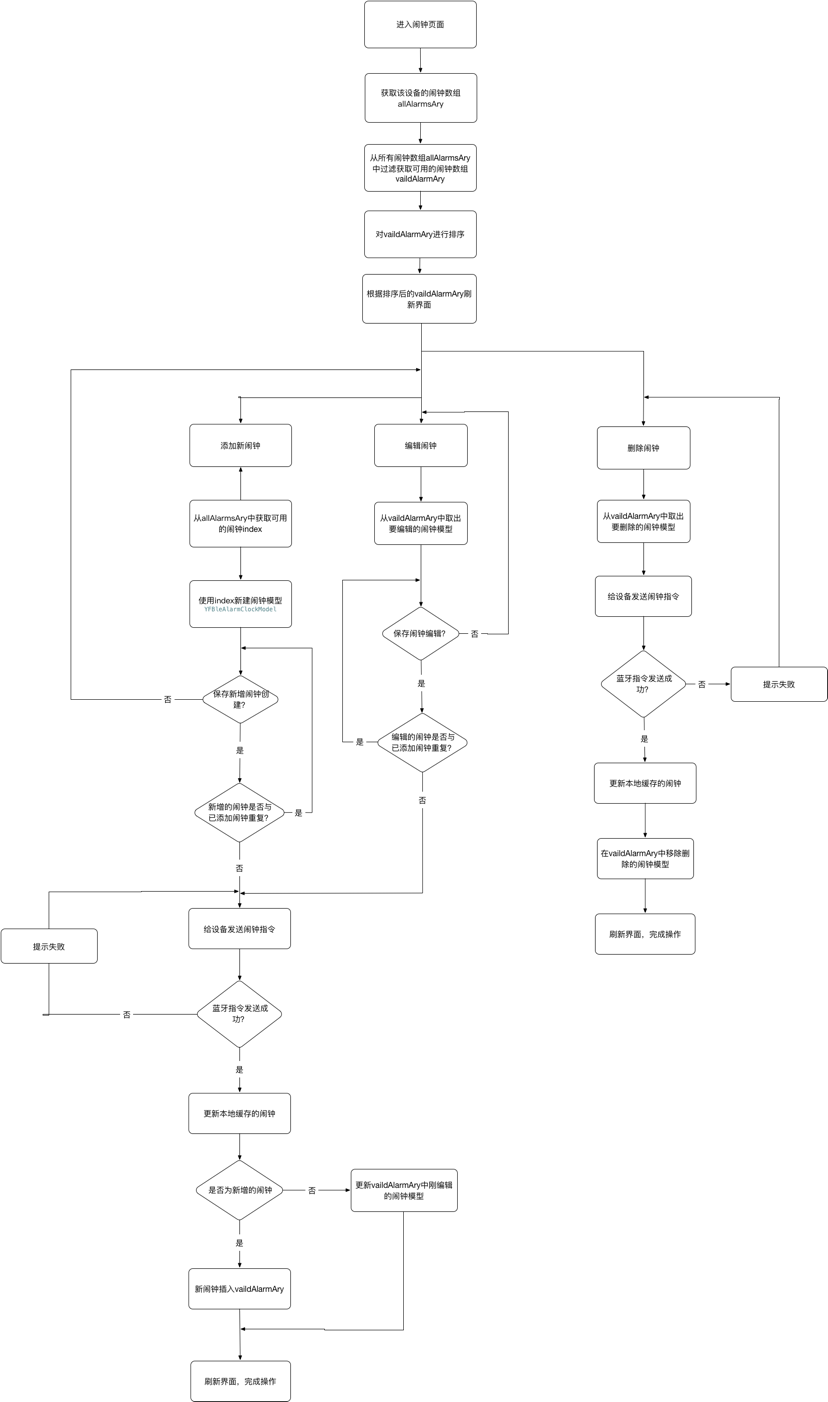 进入闹钟页面
获取该设备的闹钟数组
allAlarmsAry
从所有闹钟数组allAlarmsAry
中过滤获取可用的闹钟数组
vaildAlarmAry
对vaildAlarmAry进行排序
根据排序后的vaildAlarmAry刷
新界面
添加新闹钟
编辑闹钟
删除闹钟
从allAlarmsAry中获取可用
的闹钟index
从vaildAlarmAry中取出
要编辑的闹钟模型
从vaildAlarmAry中取出
要删除的闹钟模型
使用index新建闹钟模型
YFBleAlarmClockModel
给设备发送闹钟指令
保存闹钟编辑？
否
是
保存新增闹钟创
建？
否
是
蓝牙指令发送成
功？
否
提示失败
是
编辑的闹钟是否与
已添加闹钟重复？
是
否
更新本地缓存的闹钟
新增的闹钟是否与
已添加闹钟重复？
是
否
在vaildAlarmAry中移除删
除的闹钟模型
刷新界面，完成操作
给设备发送闹钟指令
提示失败
蓝牙指令发送成
功？
否
是
更新本地缓存的闹钟
是否为新增的闹钟
否
更新vaildAlarmAry中刚编辑
的闹钟模型
是
新闹钟插入vaildAlarmAry
刷新界面，完成操作